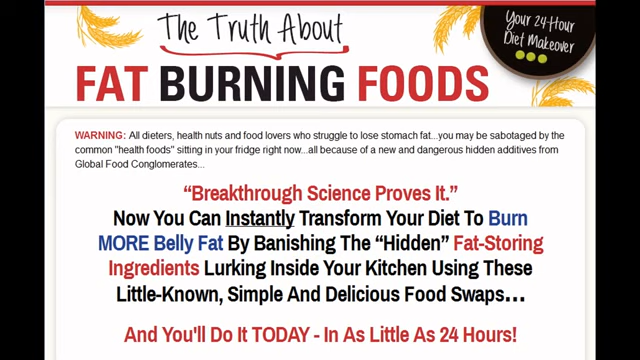 The Truth About
FAT BURNING FOODS
Your 24-Hour
Diet Makeover
WARNING: All dieters, health nuts and food lovers who struggle to lose stomach fat...you may be sabotaged by the
common "health foods" sitting in your fridge right now...all because of a new and dangerous hidden additives from
Global Food Conglomerates...
“Breakthrough Science Proves It.”
Now You Can Instantly Transform Your Diet To Burn
MORE Belly Fat By Banishing The “Hidden” Fat-Storing
Ingredients Lurking Inside Your Kitchen Using These
Little-Known, Simple And Delicious Food Swaps…
And You'll Do It TODAY - In As Little As 24 Hours!